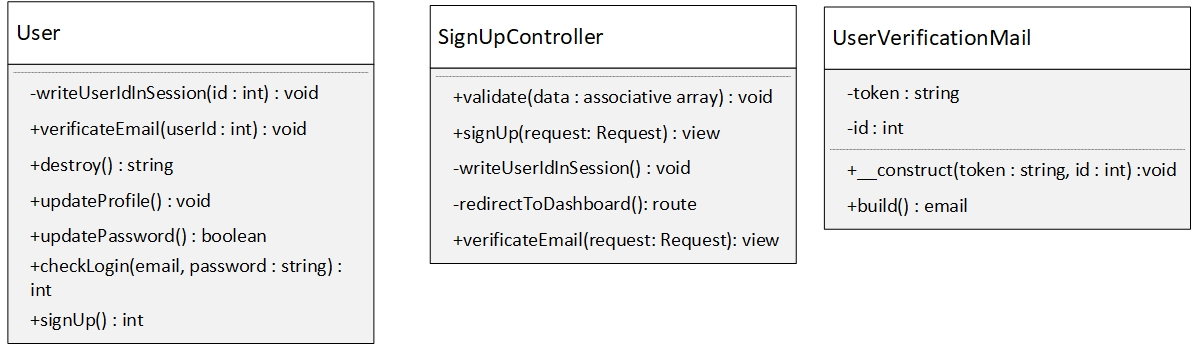 User
-writeUserIdInSession(id : int) : void
+verificateEmail(userId : int) : void
+destroy() : string
+updateProfile() : void
+updatePassword() : boolean
+checkLogin(email, password : string) :
int
+signUp() : int
SignUpController
+validate(data : associative array) : void
+signUp(request: Request) : view
-writeUserIdInSession() : void
-redirectToDashboard(): route
+verificateEmail(request: Request): view
UserVerificationMail
-token : string
-id : int
+__construct(token : string, id : int) :void
+build() : email